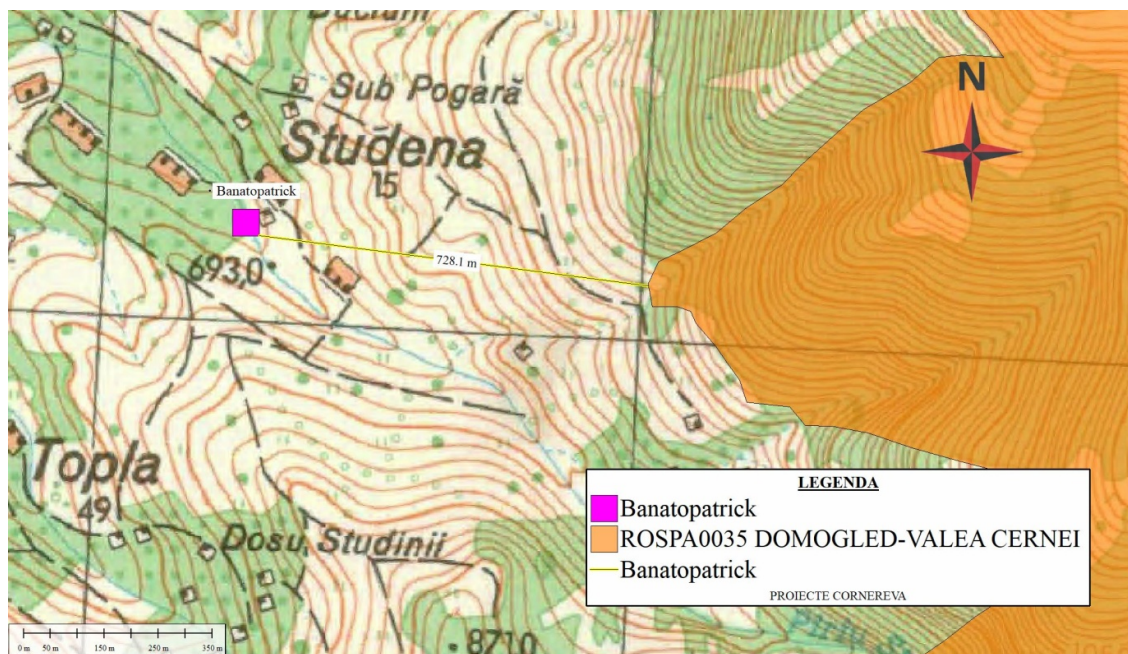 Sub Pogară
N
Studena
15
Banatopatrick
728.1 m
693,0
Topla
49
Dosu Studinii
871,0
LEGENDA
Banatopatrick
ROSPA0035 DOMOGLED-VALEA CERNEI
Banatopatrick
PROIECTE CORNEREVA
0 m 50 m 150 m 250 m 350 m